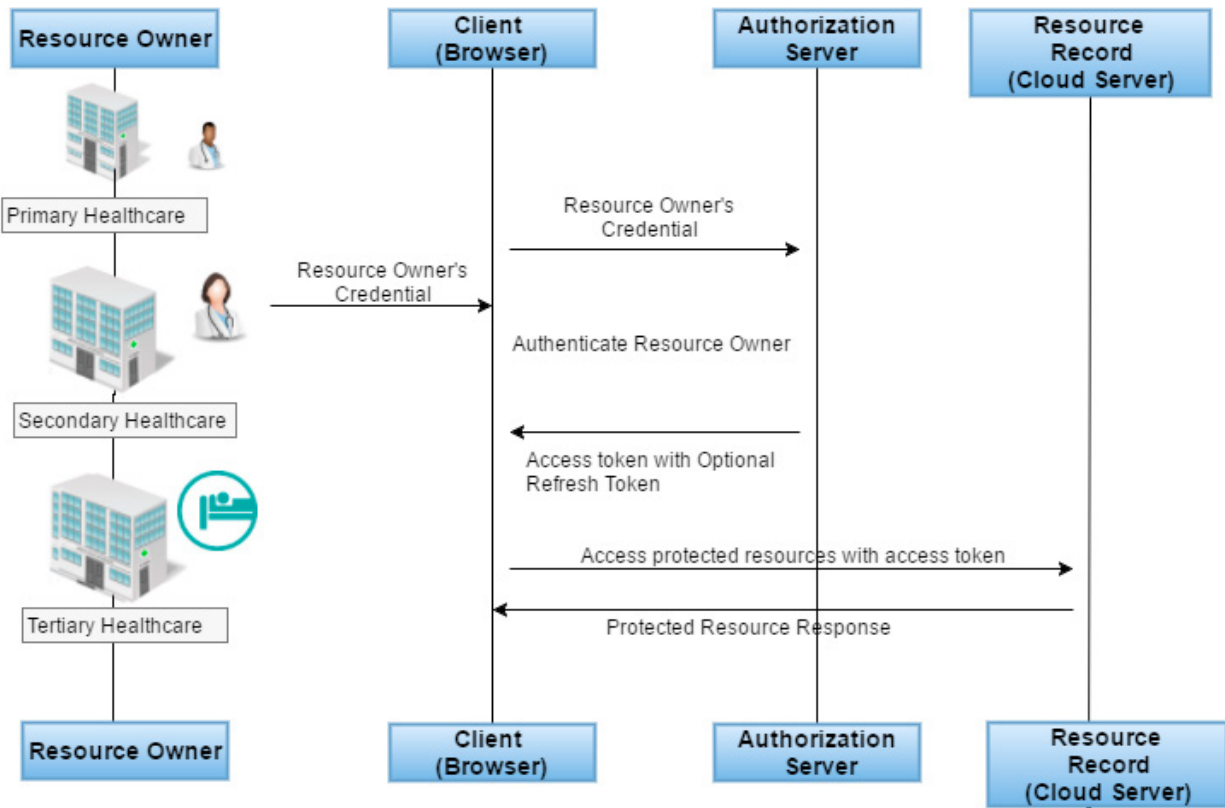 Resource Owner
Client
(Browser)
Authorization
Server
Resource
Record
(Cloud Server)
Primary Healthcare
Resource Owner's
Credential
Resource Owner's
Credential
Authenticate Resource Owner
Secondary Healthcare
Access token with Optional
Refresh Token
Access protected resources with access token
Tertiary Healthcare
Protected Resource Response
Resource Owner
Client
(Browser)
Authorization
Server
Resource
Record
(Cloud Server)